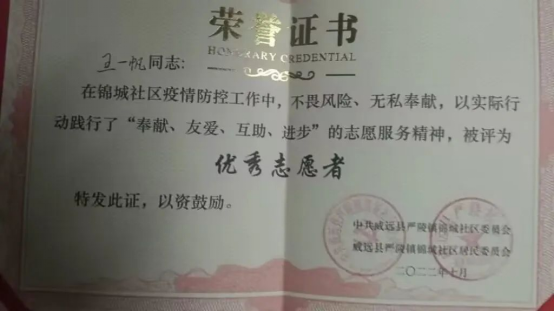 荣誉证书
HONORARY CREDENTIAL
王一帆同志：
在锦城社区疫情防控工作中，不畏风险、无私奉献，以实际行
动践行了“奉献、友爱、互助、进步”的志愿服务精神，被评为
优秀志愿者
特发此证，以资鼓励。
中共威远县严陵镇锦城社区委员会
威远县严陵镇锦城社区居民委员会
二〇二二年十月